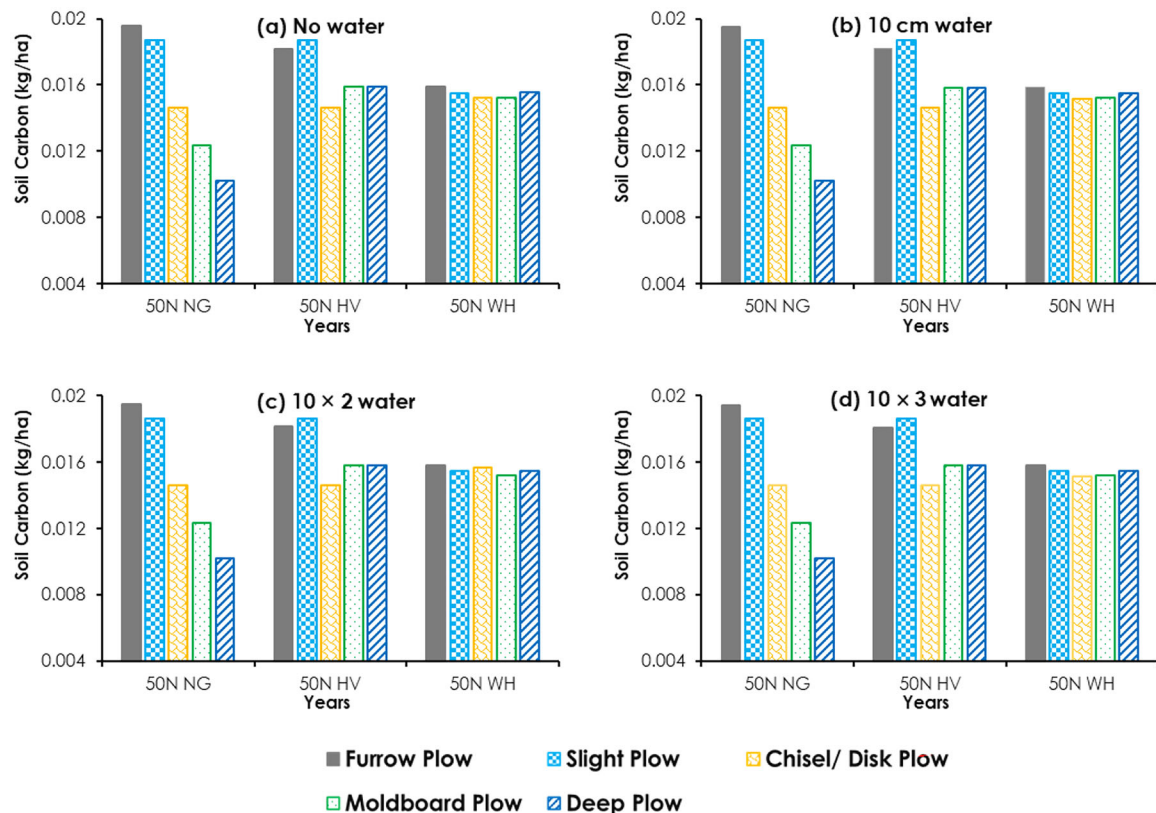 (a) No water
Soil Carbon (kg/ha)
0.02
0.016
0.012
0.008
0.004
50N NG
50N HV
50N WH
Years
(b) 10 cm water
Soil Carbon (kg/ha)
0.02
0.016
0.012
0.008
0.004
50N NG
50N HV
50N WH
Years
(c) 10 × 2 water
Soil Carbon (kg/ha)
0.02
0.016
0.012
0.008
0.004
50N NG
50N HV
50N WH
Years
(d) 10 × 3 water
Soil Carbon (kg/ha)
0.02
0.016
0.012
0.008
0.004
50N NG
50N HV
50N WH
Years
Furrow Plow
Slight Plow
Chisel/ Disk Plow
Moldboard Plow
Deep Plow